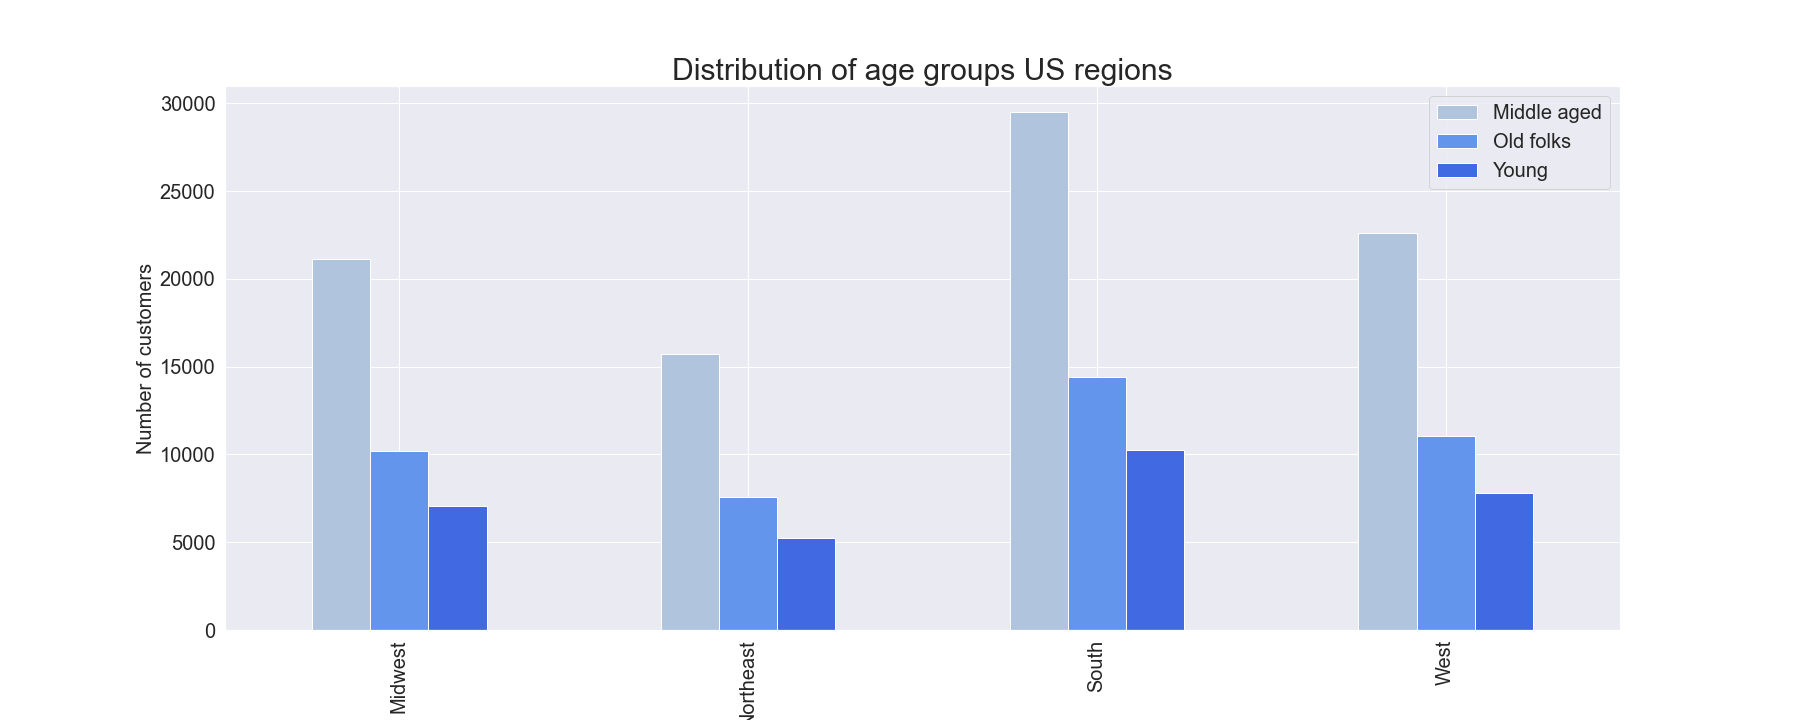 Distribution of age groups US regions
30000
25000
20000
15000
10000
5000
0
Number of customers
Middle aged
Old folks
Young
Midwest
Northeast
South
West